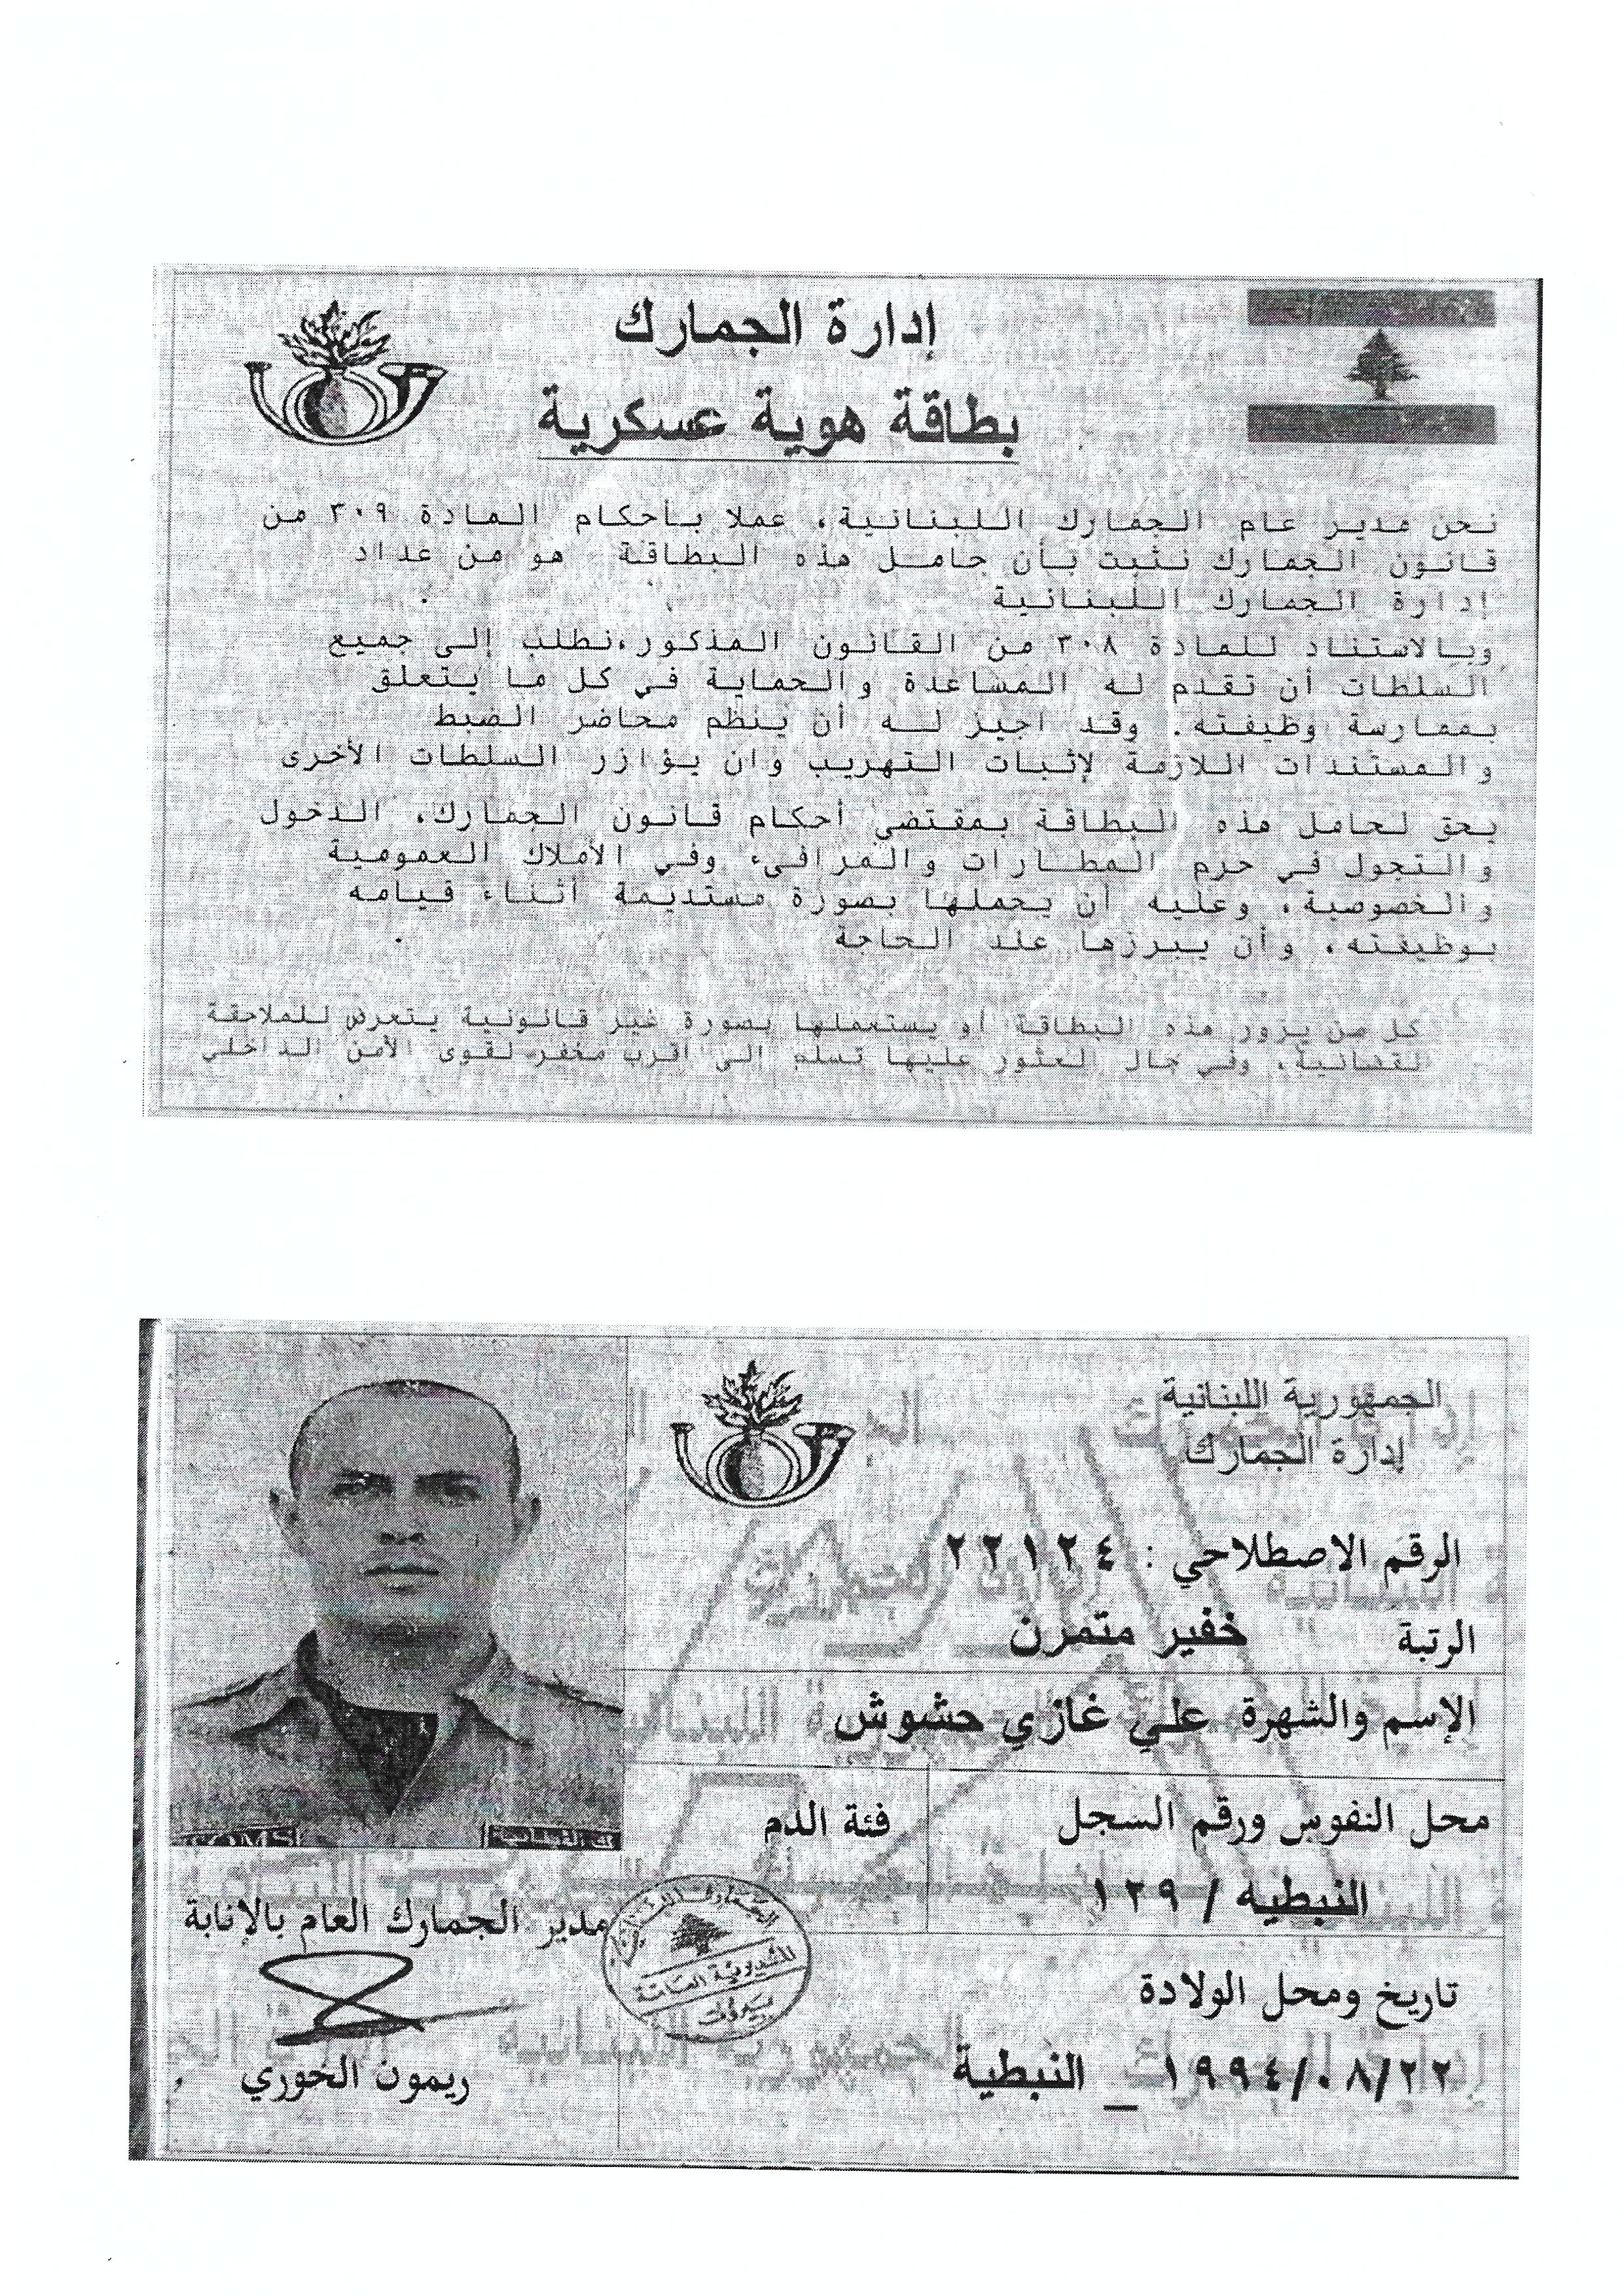 إدارة الجمارك
بطاقة هوية عسكرية
نحن مدير عام الجمارك اللبنانية، عملا بأحكام المادة ٣٠٩ من
قانون الجمارك نثبت بأن حامل هذه البطاقة هو من عداد
إدارة الجمارك اللبنانية .
وبالاستناد للمادة ٣٠٨ من القانون المذكور،نطلب إلى جميع
السلطات أن تقدم له المساعدة والحماية في كل ما يتعلق
بممارسة وظيفته. وقد اجيز له أن ينظم محاضر الضبط
والمستندات اللازمة لإثبات التهريب وان يؤازر السلطات الأخرى
يحق لحامل هذه البطاقة بمقتضى أحكام قانون الجمارك، الدخول
والتجول في حرم المطارات والمرافىء وفي الأملاك العمومية
والخصوصية، وعليه أن يحملها بصورة مستديمة أثناء قيامه
بوظيفته، وأن يبرزها عند الحاجة .
كل من يزور هذه البطاقة أو يستعملها بصورة غير قانونية يتعرض للملاحقة
لقضائية، وفي حال العثور عليها تسلم الى اقرب مخفر لقوى الأمن الداخلي
الجمهورية اللبنانية
إدارة الجمارك
الرقم الاصطلاحي : ٢٢١٢٤
الرتبة خفير متمرن
الإسم والشهرة علي غازي حشوش
محل النفوس ورقم السجل
فئة الدم
النبطيه / ١٢٩
تاريخ ومحل الولادة
١٩٩٤/٠٨/٢٢ _ النبطية
مدير الجمارك العام بالإنابة
ريمون الخوري
المديرية العامة
بيروت